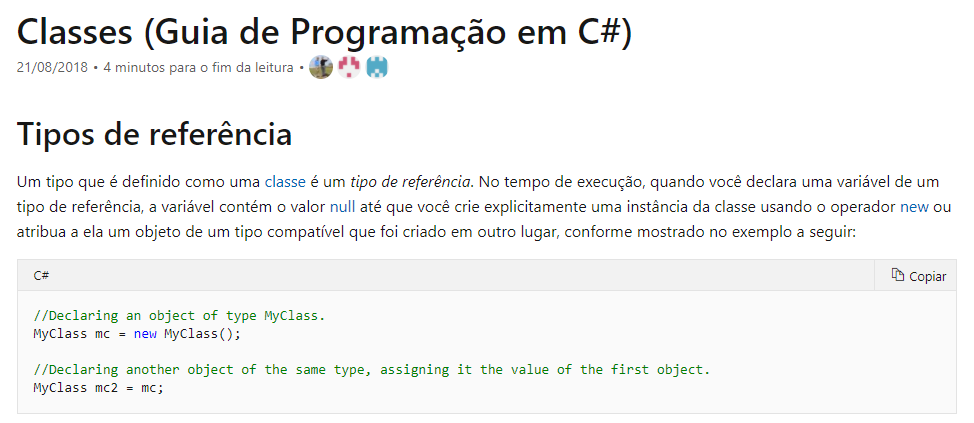 Classes (Guia de Programação em C#)
21/08/2018 • 4 minutos para o fim da leitura •
Tipos de referência
Um tipo que é definido como uma classe é um tipo de referência. No tempo de execução, quando você declara uma variável de um
tipo de referência, a variável contém o valor null até que você crie explicitamente uma instância da classe usando o operador new ou
atribua a ela um objeto de um tipo compatível que foi criado em outro lugar, conforme mostrado no exemplo a seguir:
C# Copiar
//Declaring an object of type MyClass.
MyClass mc = new MyClass();
//Declaring another object of the same type, assigning it the value of the first object.
MyClass mc2 = mc;